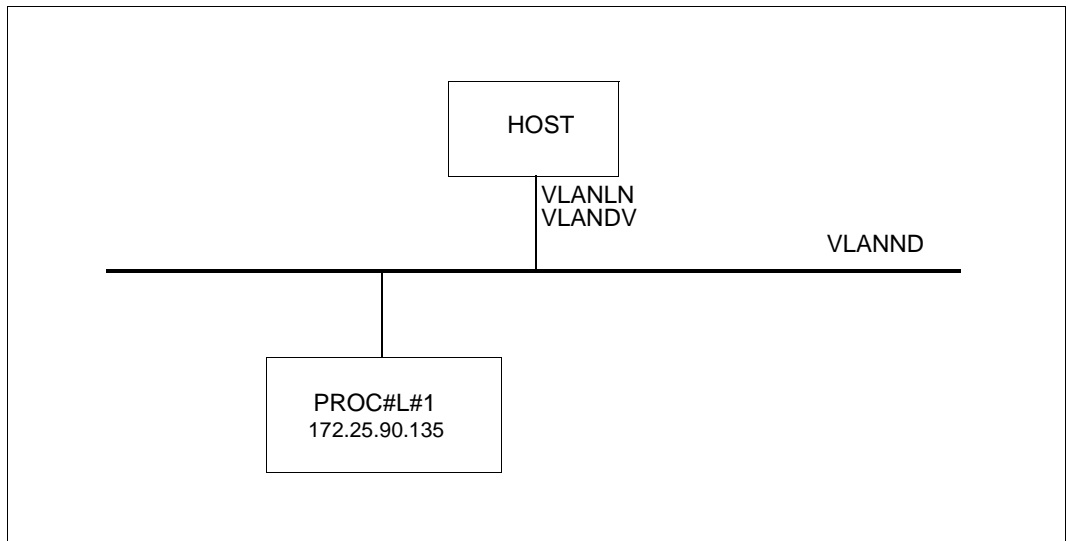 HOST
VLANLN
VLANDV
VLANND
PROC#L#1
172.25.90.135